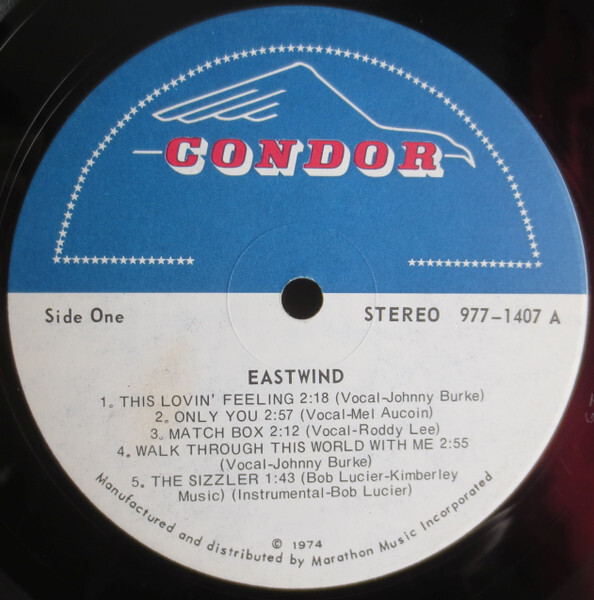 CONDOR
Side One
STEREO 977-1407 A
EASTWIND
1. THIS LOVIN' FEELING 2:18 (Vocal-Johnny Burke)
2. ONLY YOU 2:57 (Vocal-Mel Aucoin)
3. MATCH BOX 2:12 (Vocal-Roddy Lee)
4. WALK THROUGH THIS WORLD WITH ME 2:55
(Vocal-Johnny Burke)
5. THE SIZZLER 1:43 (Bob Lucier-Kimberley
Music) (Instrumental-Bob Lucier)
© 1974
Manufactured and distributed by Marathon Music Incorporated